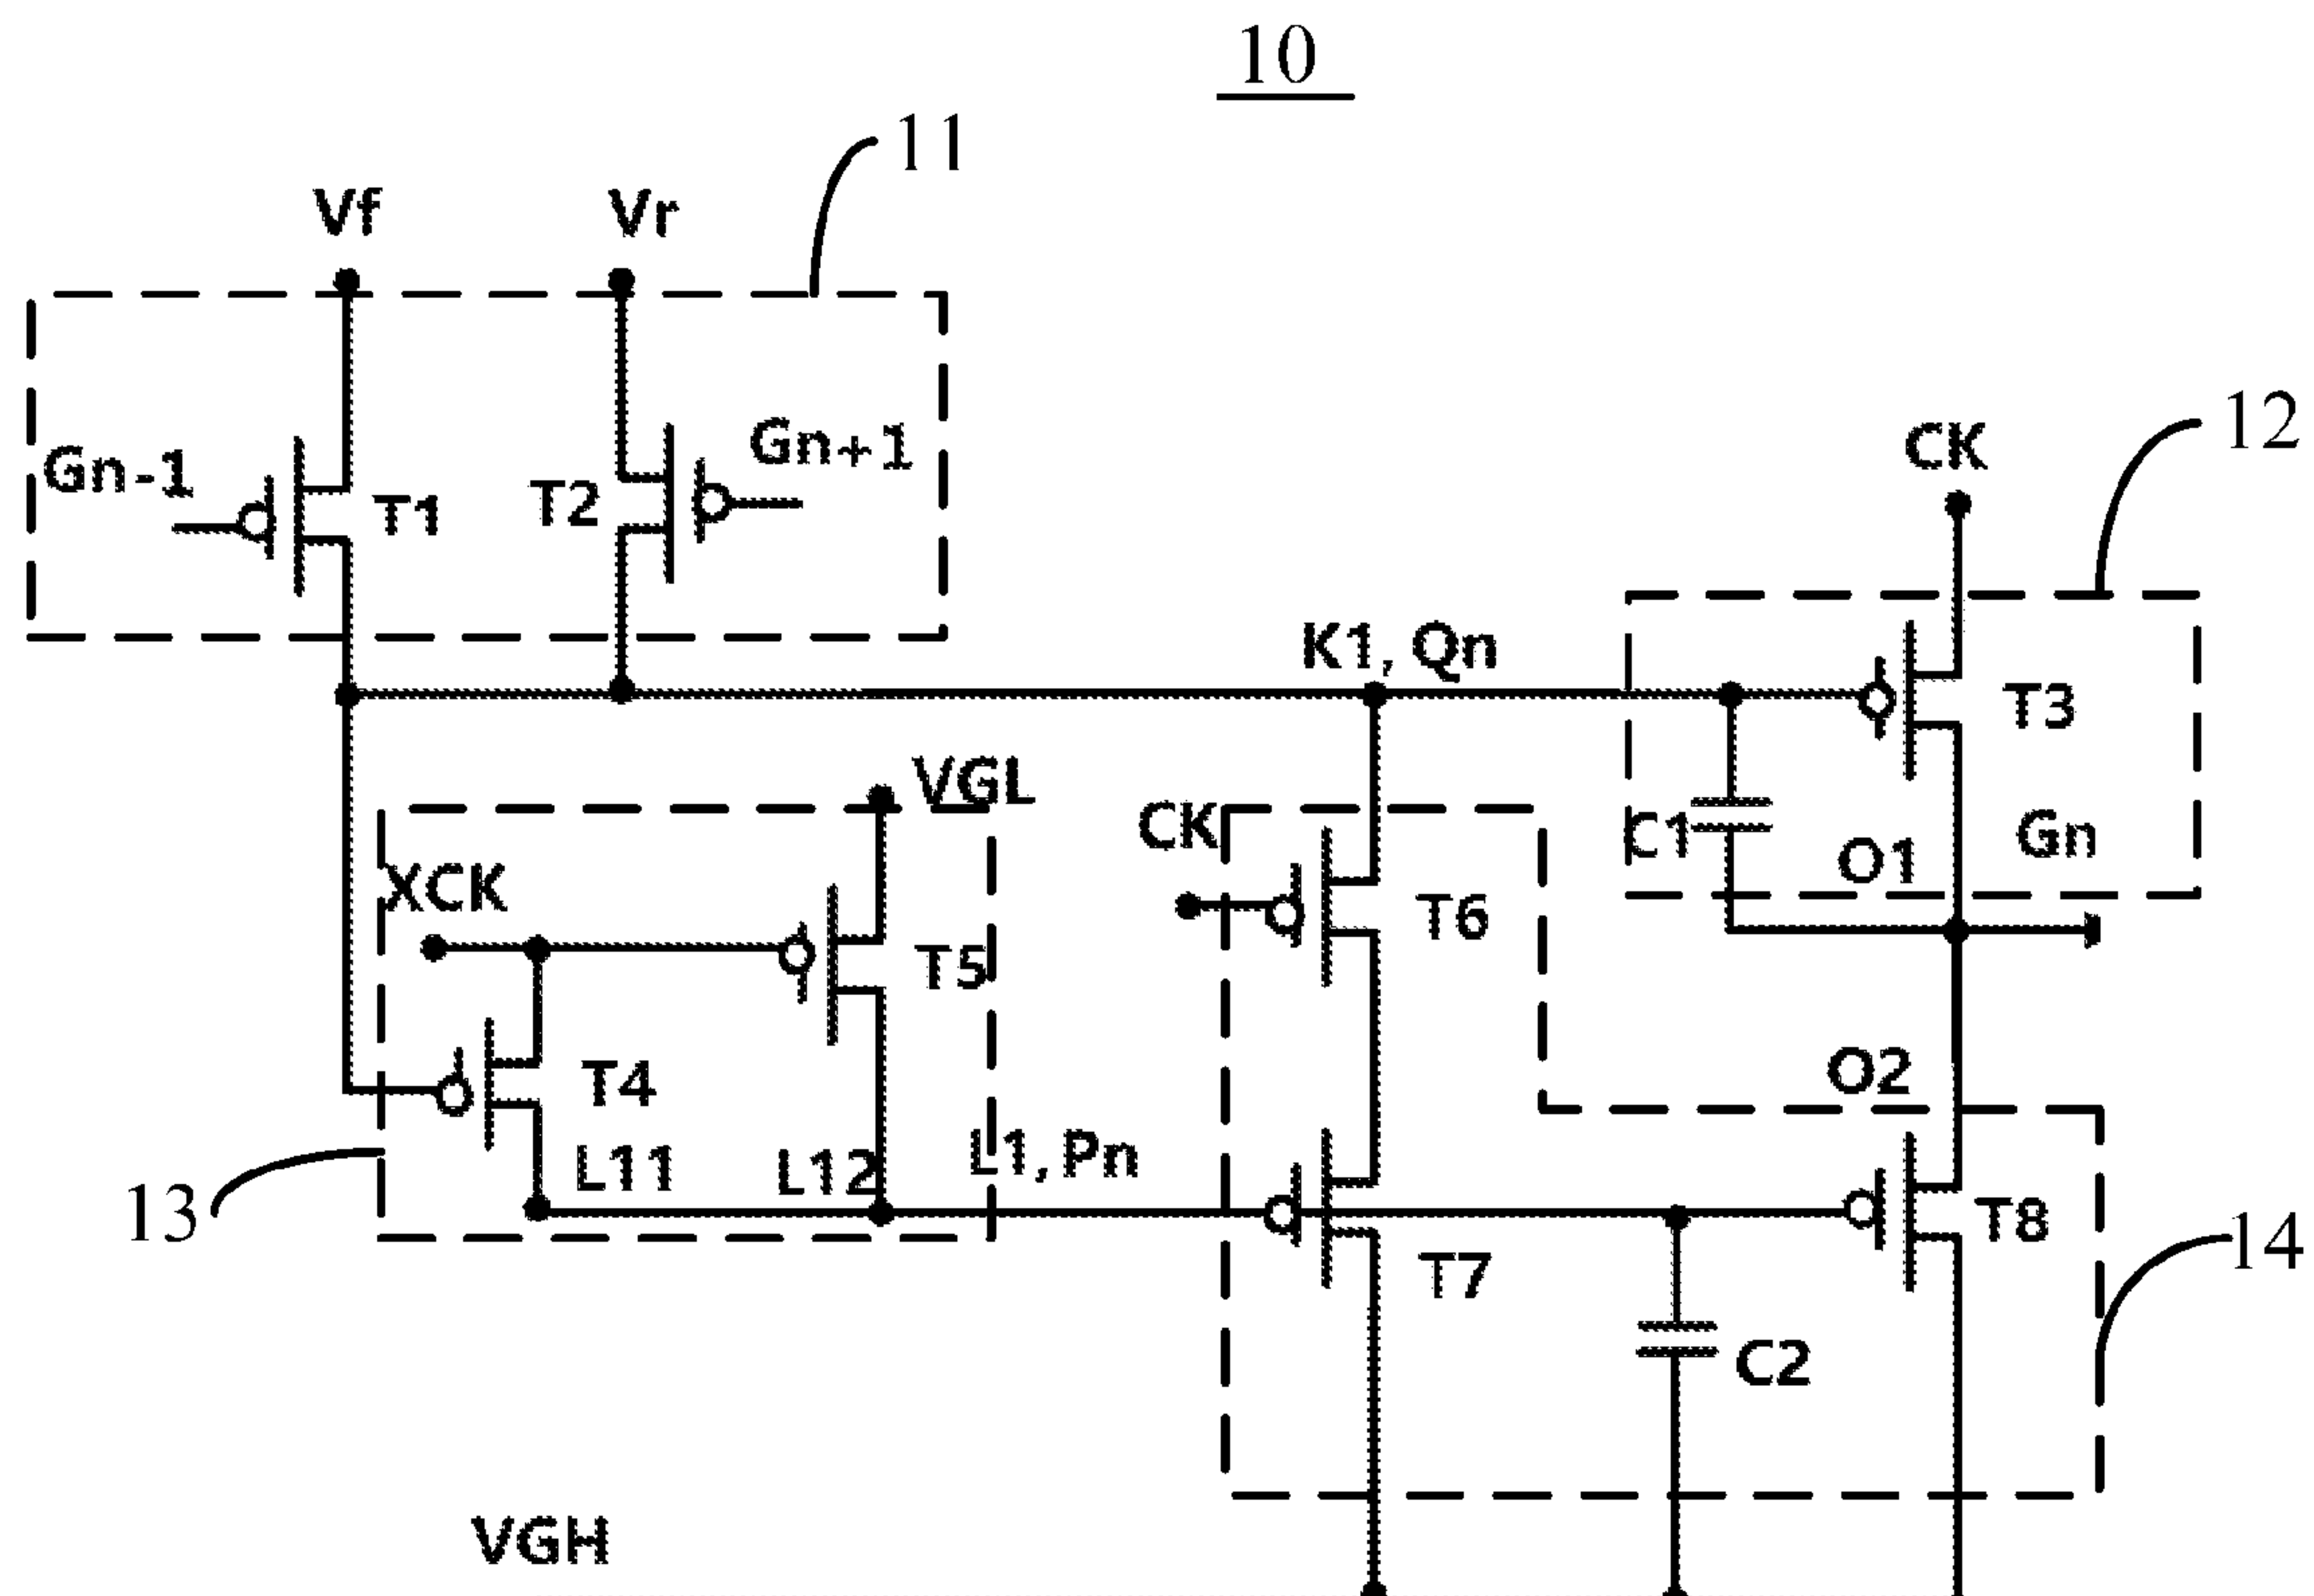 10
11
Vf
Vr
12
Gn-1
T1
T2
Gn+1
CK
K1, Qn
T3
VGL
CK
C1
O1
Gn
XCK
T5
T6
T4
O2
L11
L12
L1, Pn
13
T7
T8
14
C2
VGH